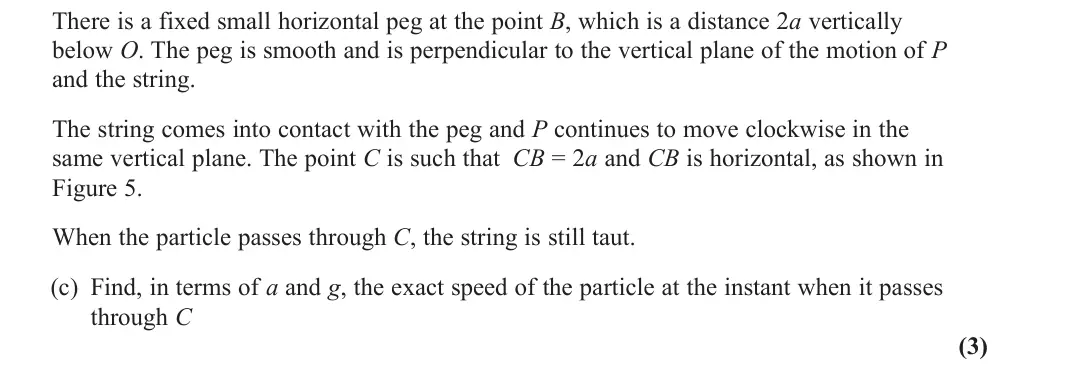 There is a fixed small horizontal peg at the point B, which is a distance 2a vertically
below O. The peg is smooth and is perpendicular to the vertical plane of the motion of P
and the string.
The string comes into contact with the peg and P continues to move clockwise in the
same vertical plane. The point C is such that CB = 2a and CB is horizontal, as shown in
Figure 5.
When the particle passes through C, the string is still taut.
(c) Find, in terms of a and g, the exact speed of the particle at the instant when it passes
through C
(3)